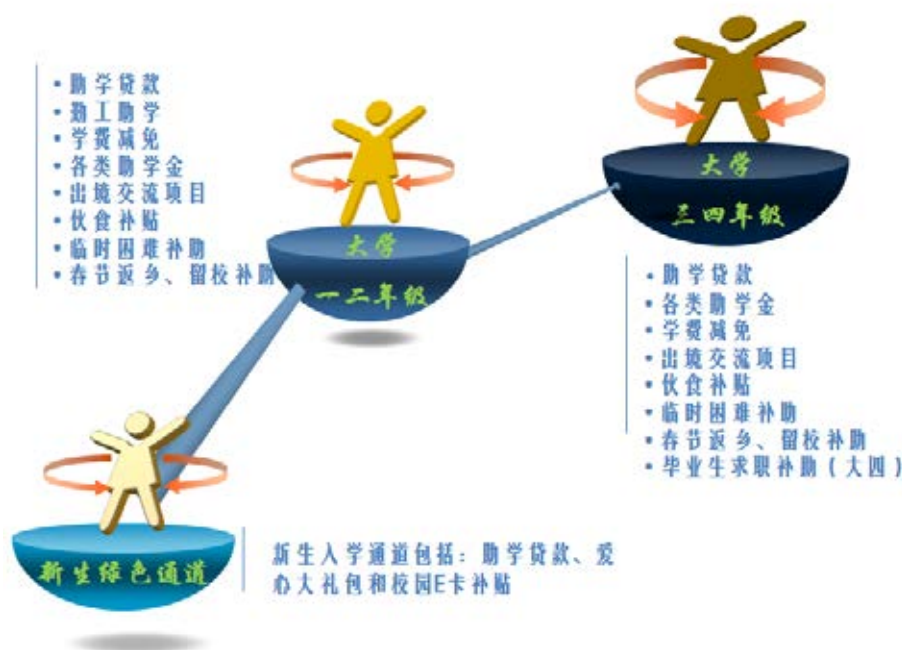 •助学贷款
•勤工助学
•学费减免
•各类助学金
•出境交流项目
•伙食补贴
•临时困难补助
•春节返乡、留校补助
大学
一二年级
大学
三四年级
•助学贷款
•各类助学金
•学费减免
•出境交流项目
•伙食补贴
•临时困难补助
•春节返乡、留校补助
•毕业生求职补助（大四）
新生绿色通道
新生入学通道包括：助学贷款、爱
心大礼包和校园E卡补贴